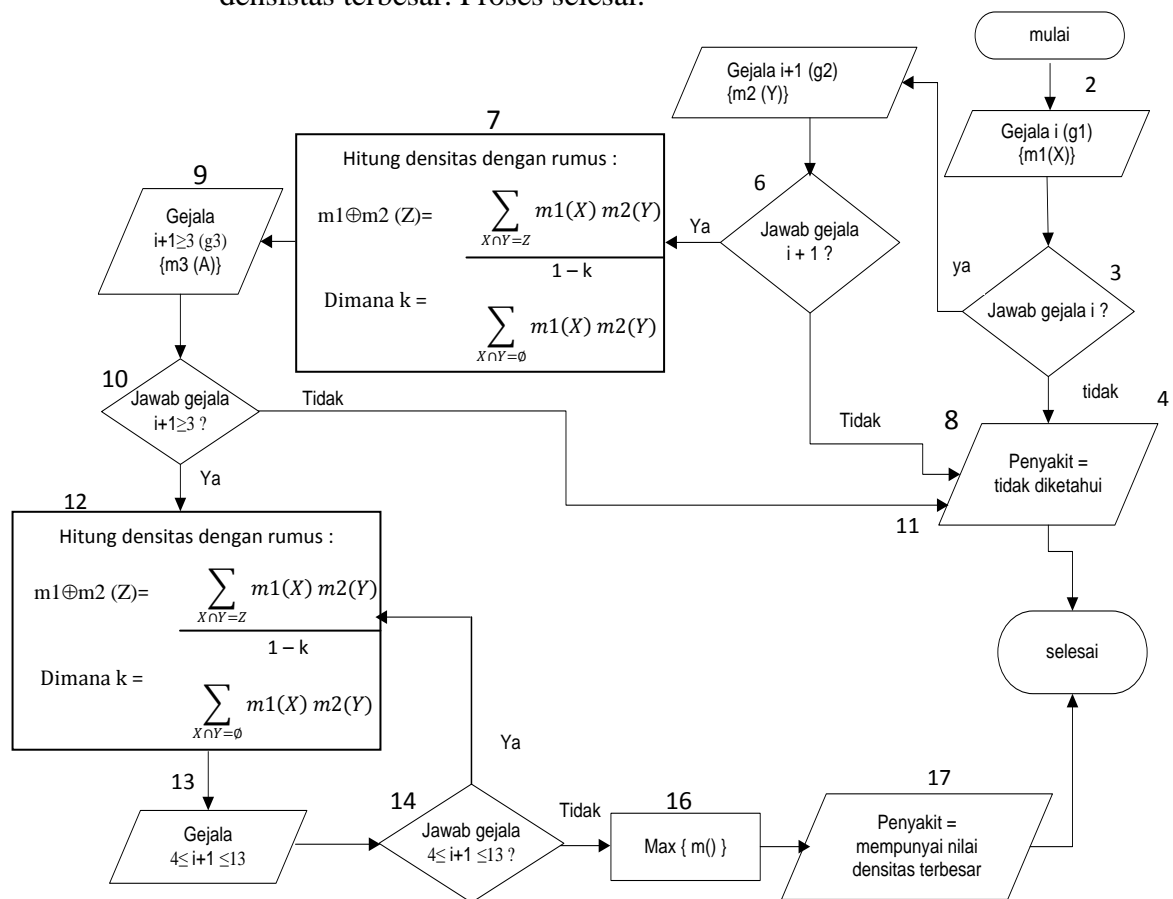 densistas terbesar. Proses selesai.
mulai
2
Gejala i (g1)
{m1(X)}
3
Jawab gejala i ?
ya
tidak
4
Gejala i+1 (g2)
{m2 (Y)}
6
Jawab gejala
i + 1 ?
Ya
Tidak
7
Hitung densitas dengan rumus :
m1⊕m2 (Z)=
∑ m1(X) m2(Y)
X∩Y=Z
1 – k
Dimana k =
∑ m1(X) m2(Y)
X∩Y=∅
8
Penyakit =
tidak diketahui
9
Gejala
i+1≥3 (g3)
{m3 (A)}
10
Jawab gejala
i+1≥3 ?
Tidak
11
Ya
12
Hitung densitas dengan rumus :
m1⊕m2 (Z)=
∑ m1(X) m2(Y)
X∩Y=Z
1 – k
Dimana k =
∑ m1(X) m2(Y)
X∩Y=∅
13
Gejala
4≤ i+1 ≤13
14
Jawab gejala
4≤ i+1 ≤13 ?
Ya
Tidak
16
Max { m() }
17
Penyakit =
mempunyai nilai
densitas terbesar
selesai